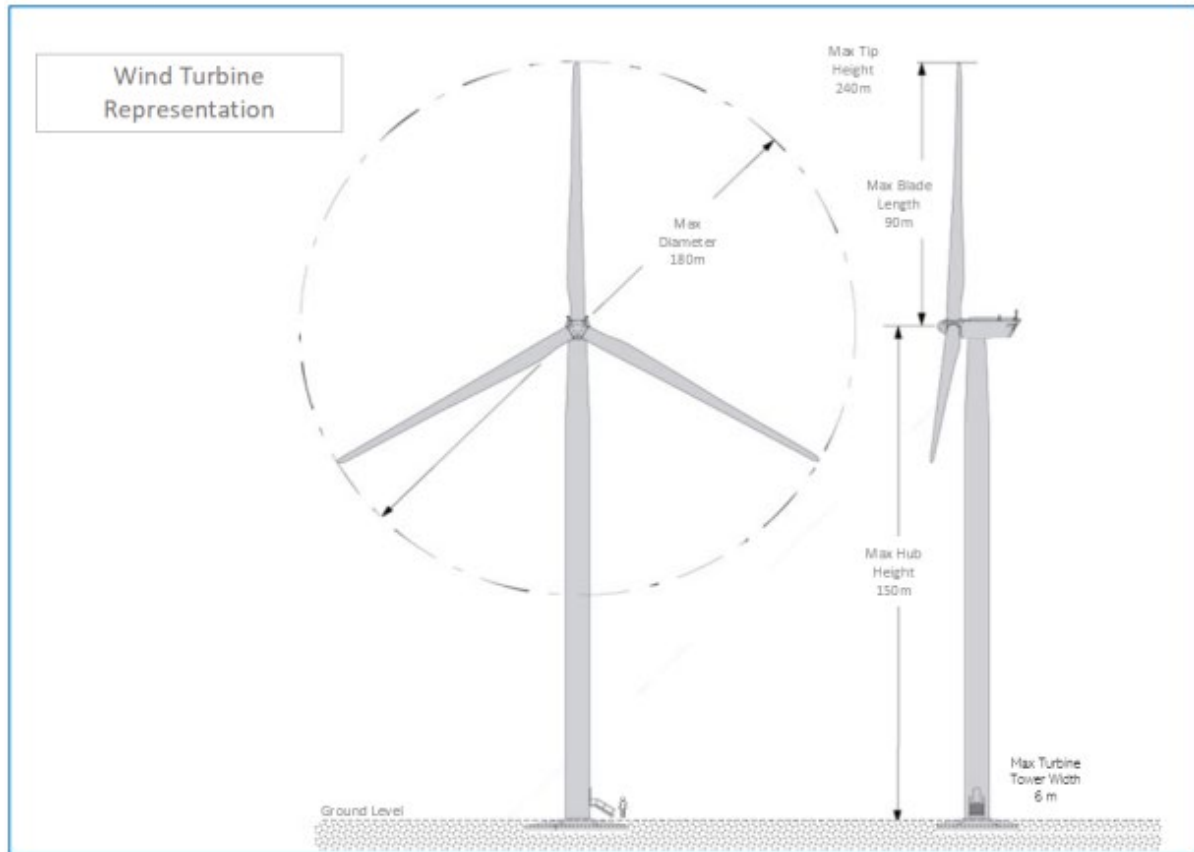 Wind Turbine
Representation
Max Tip
Height
240m
Max Blade
Length
90m
Max
Diameter
180m
Max Hub
Height
150m
Max Turbine
Tower Width
6 m
Ground Level